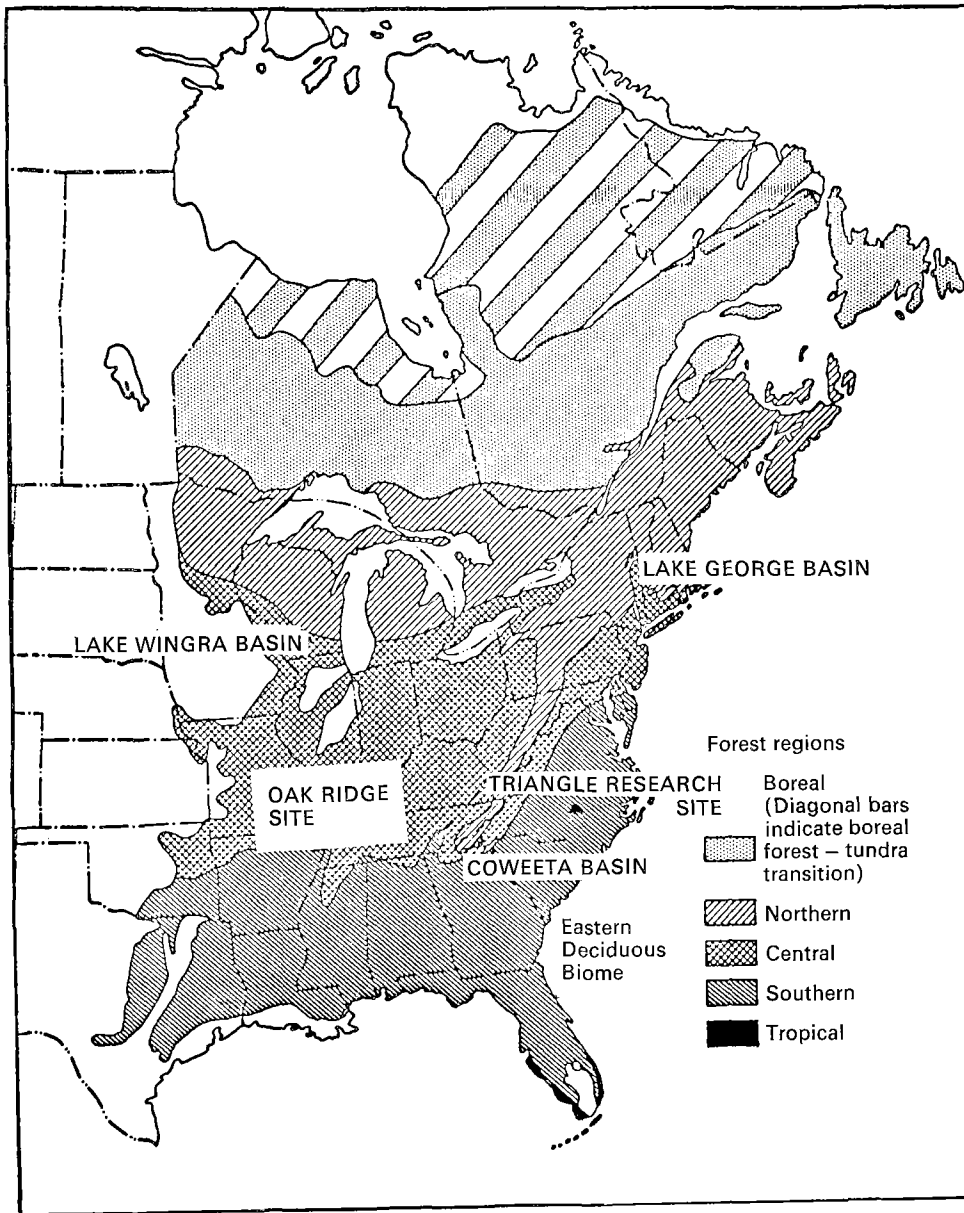 LAKE GEORGE BASIN
LAKE WINGRA BASIN
OAK RIDGE
SITE
TRIANGLE RESEARCH
SITE
COWEETA BASIN
Eastern
Deciduous
Biome
Forest regions
Boreal
(Diagonal bars
indicate boreal
forest – tundra
transition)
Northern
Central
Southern
Tropical